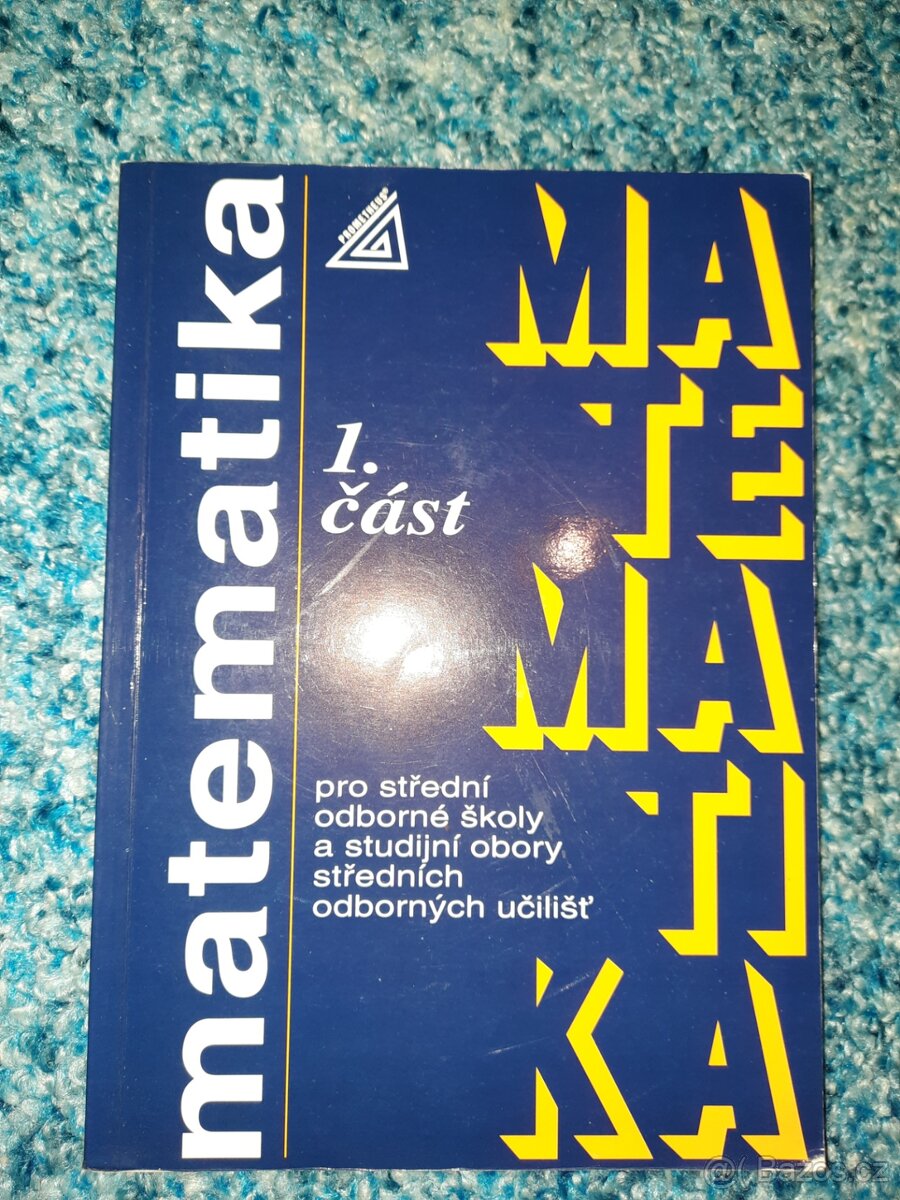 matematika
PROMETHEUS®
1.
část
pro střední
odborné školy
a studijní obory
středních
odborných učilišť
MA
TE
MA
TI
KA
@ Bazos.cz